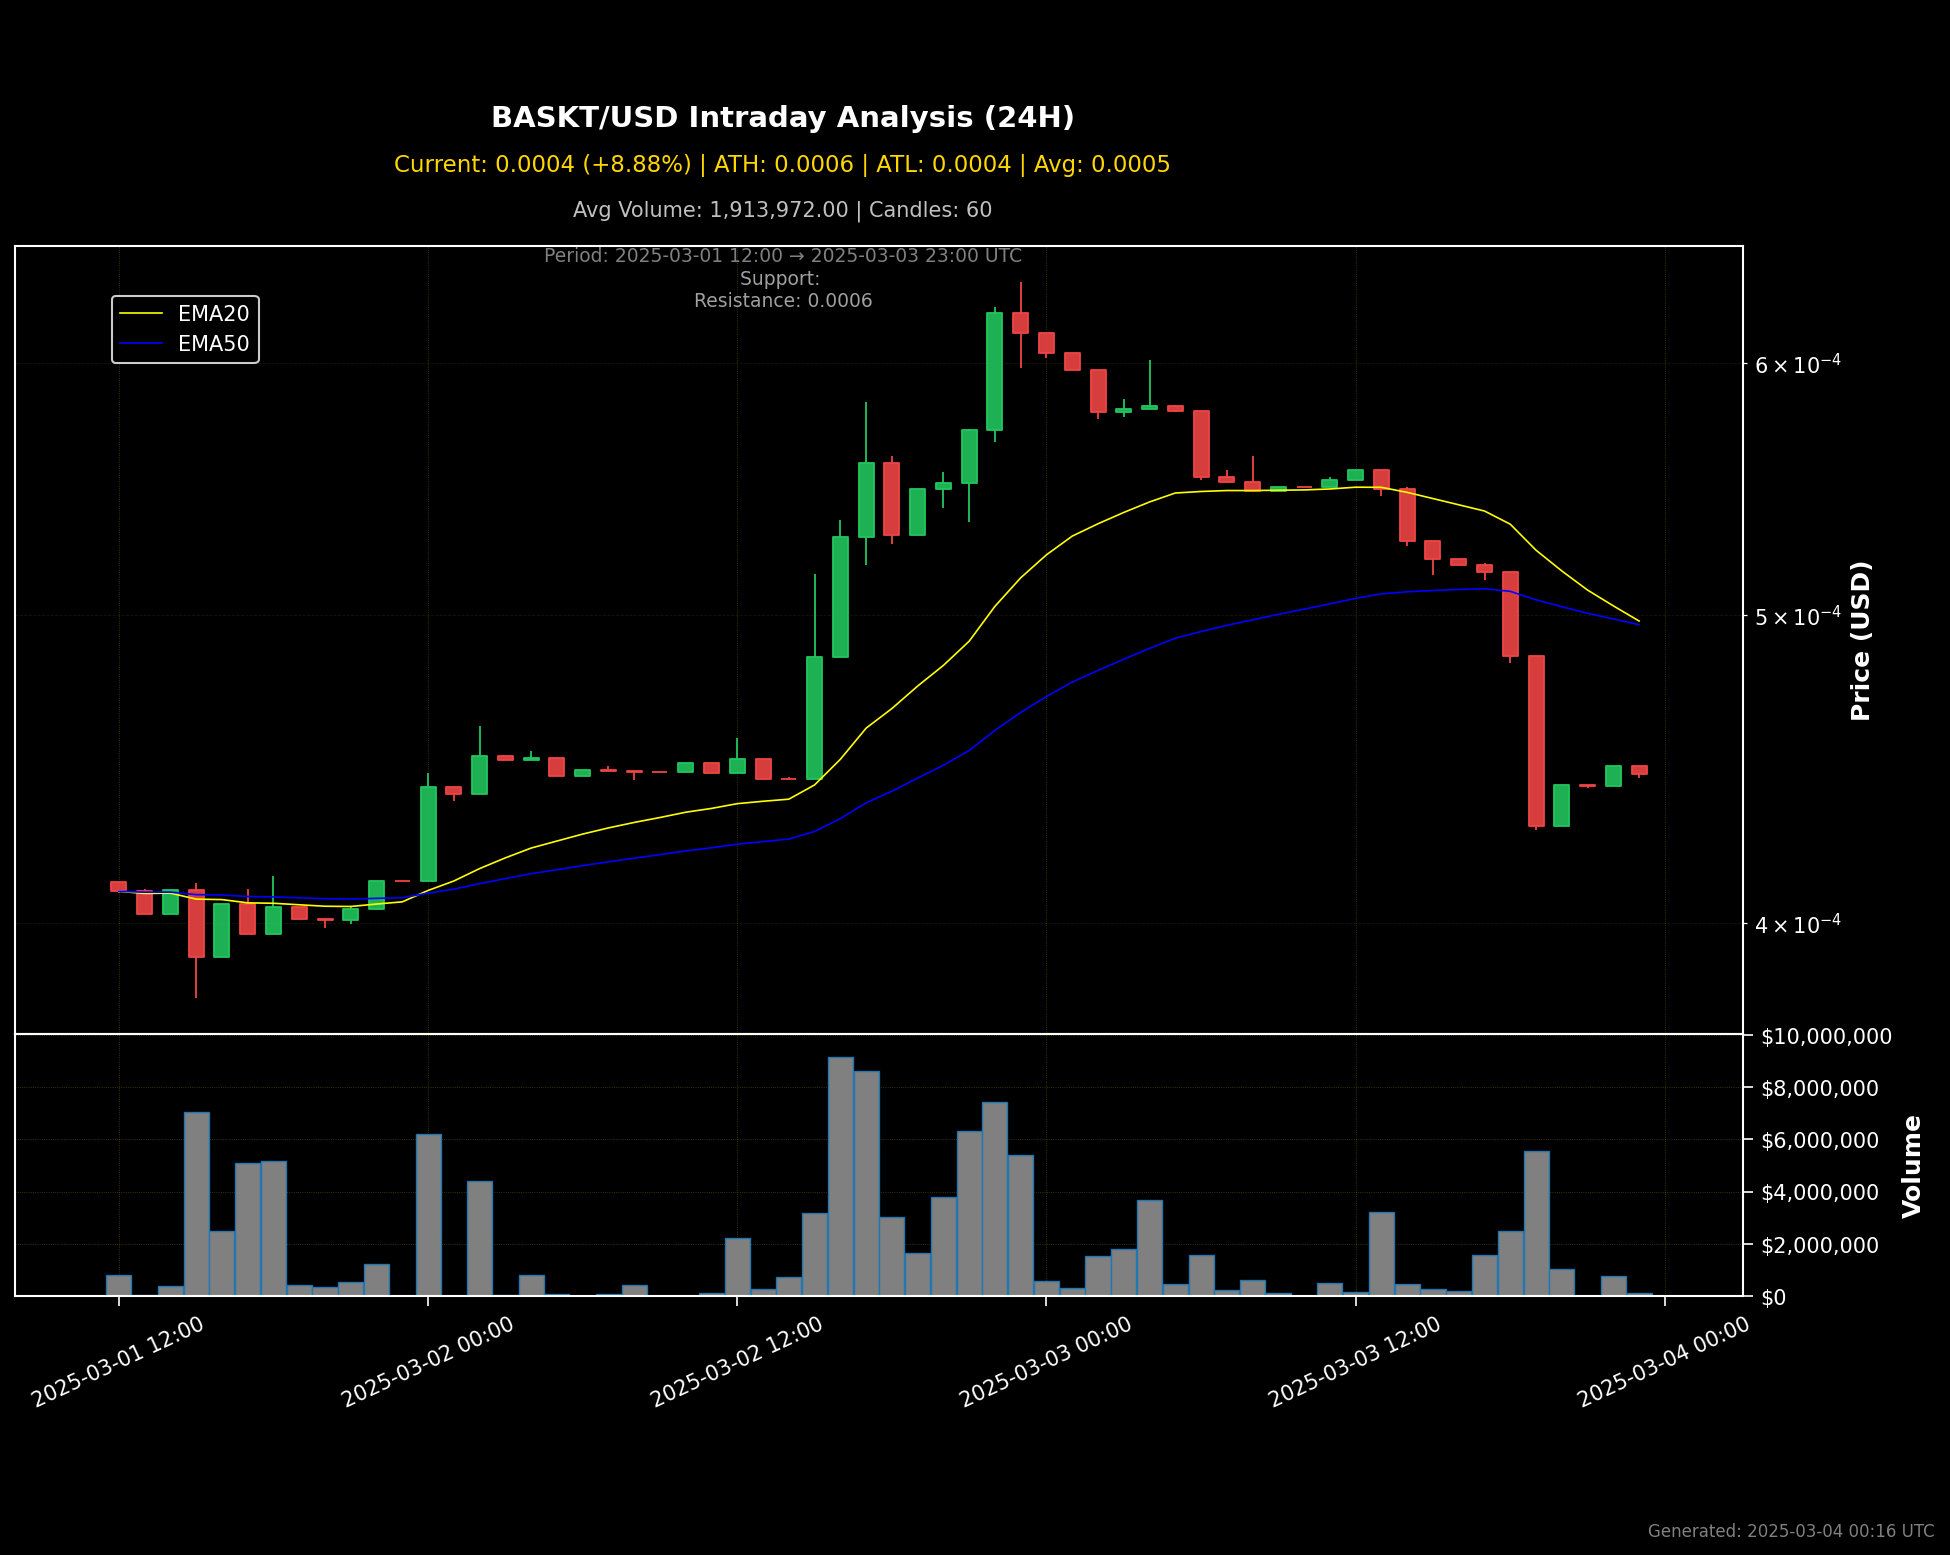 BASKT/USD Intraday Analysis (24H)
Current: 0.0004 (+8.88%) | ATH: 0.0006 | ATL: 0.0004 | Avg: 0.0005
Avg Volume: 1,913,972.00 | Candles: 60
Period: 2025-03-01 12:00 → 2025-03-03 23:00 UTC
Support:
Resistance: 0.0006
EMA20
EMA50
6 × 10⁻⁴
5 × 10⁻⁴
4 × 10⁻⁴
Price (USD)
$10,000,000
$8,000,000
$6,000,000
$4,000,000
$2,000,000
$0
Volume
2025-03-01 12:00
2025-03-02 00:00
2025-03-02 12:00
2025-03-03 00:00
2025-03-03 12:00
2025-03-04 00:00
Generated: 2025-03-04 00:16 UTC